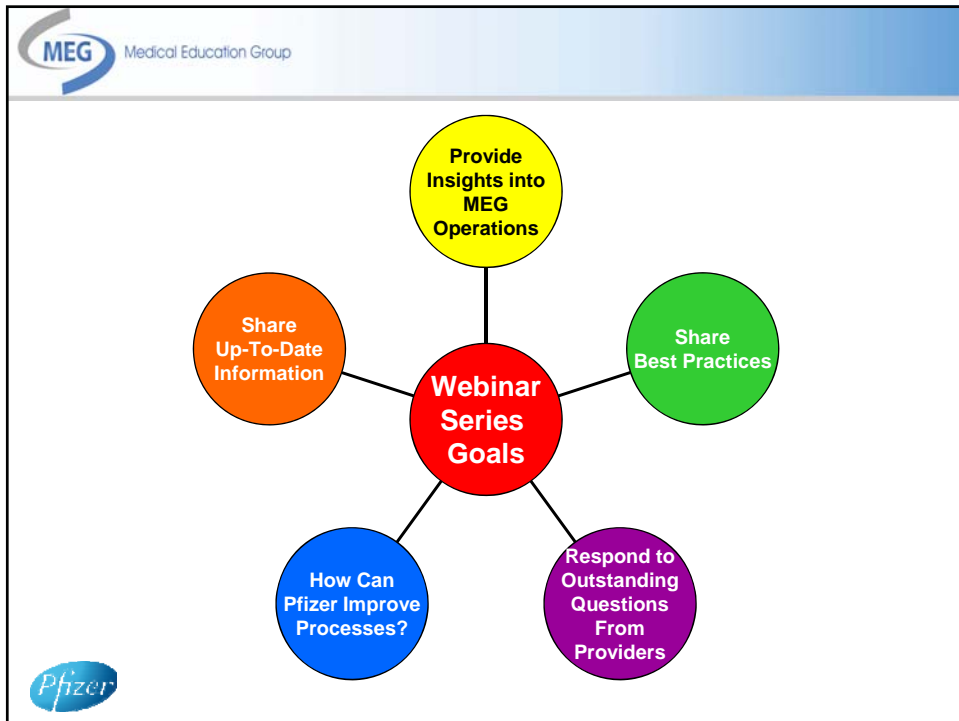 MEG Medical Education Group
Provide
Insights into
MEG
Operations
Share
Up-To-Date
Information
Share
Best Practices
Webinar
Series
Goals
How Can
Pfizer Improve
Processes?
Respond to
Outstanding
Questions
From
Providers
Pfizer